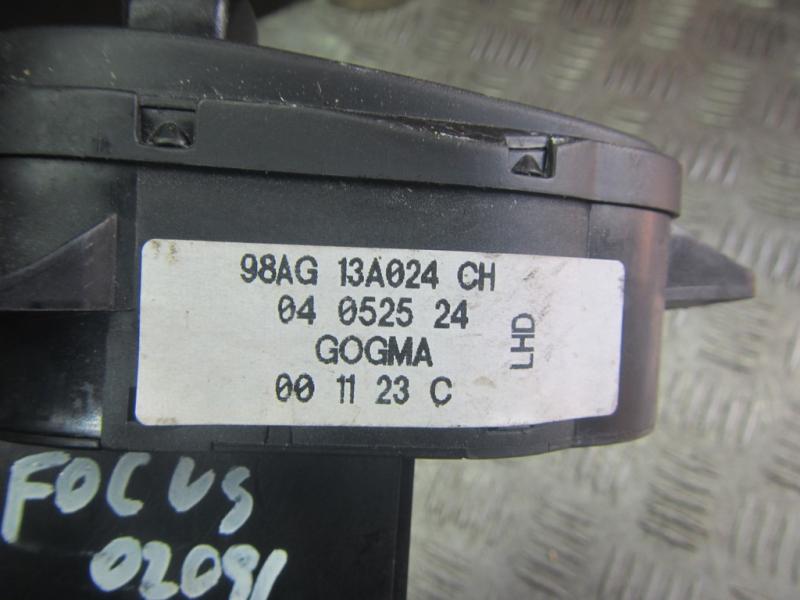 98AG 13A024 CH
04 0525 24
GOGMA
00 11 23 C
LHD
FOCUS
02091